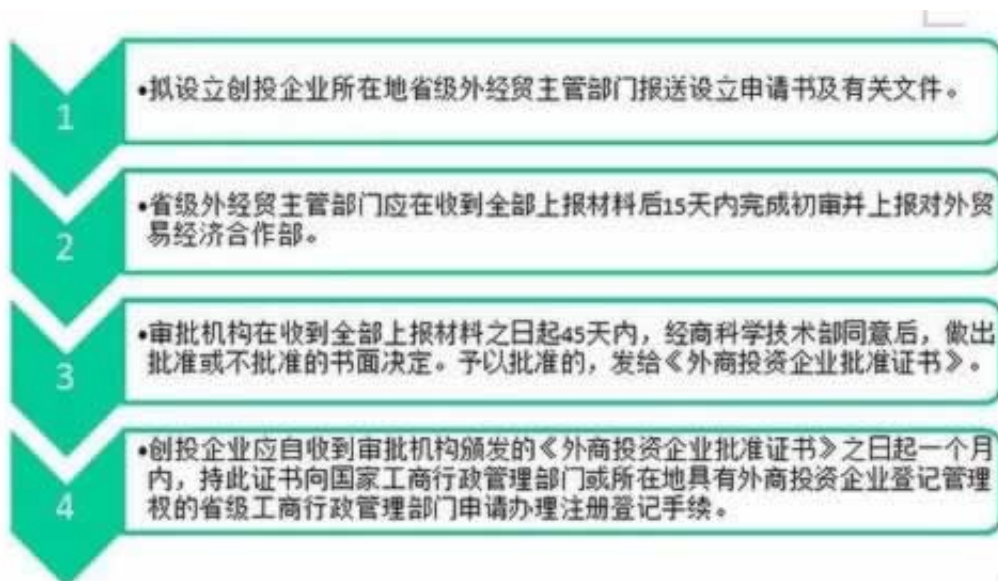 1
•拟设立创投企业所在地省级外经贸主管部门报送设立申请书及有关文件。
2
•省级外经贸主管部门应在收到全部上报材料后15天内完成初审并上报对外贸
易经济合作部。
3
•审批机构在收到全部上报材料之日起45天内，经商科学技术部同意后，做出
批准或不批准的书面决定。予以批准的，发给《外商投资企业批准证书》。
4
•创投企业应自收到审批机构颁发的《外商投资企业批准证书》之日起一个月
内，持此证书向国家工商行政管理部门或所在地具有外商投资企业登记管理
权的省级工商行政管理部门申请办理注册登记手续。